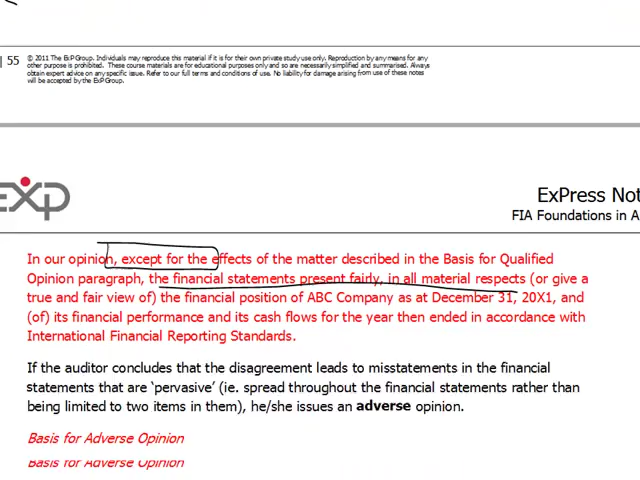 | 55
© 2011 The ExP Group. Individuals may reproduce this material if it is for their own private study use only. Reproduction by any means for any
other purpose is prohibited. These course materials are for educational purposes only and so are necessarily simplified and summarised. Always
obtain expert advice on any specific issue. Refer to our full terms and conditions of use. No liability for damage arising from use of these notes
will be accepted by the ExP Group.
exp
ExPress Not
FIA Foundations in A
In our opinion, except for the effects of the matter described in the Basis for Qualified
Opinion paragraph, the financial statements present fairly, in all material respects (or give a
true and fair view of) the financial position of ABC Company as at December 31, 20X1, and
(of) its financial performance and its cash flows for the year then ended in accordance with
International Financial Reporting Standards.
If the auditor concludes that the disagreement leads to misstatements in the financial
statements that are ‘pervasive’ (ie. spread throughout the financial statements rather than
being limited to two items in them), he/she issues an adverse opinion.
Basis for Adverse Opinion
Basis for Adverse Opinion